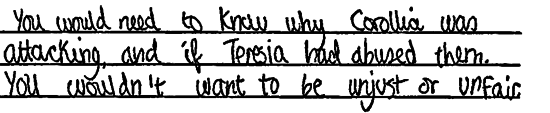 You would need to know why Corollia was
attacking, and if Teresia had abused them.
You wouldn't want to be unjust or unfair